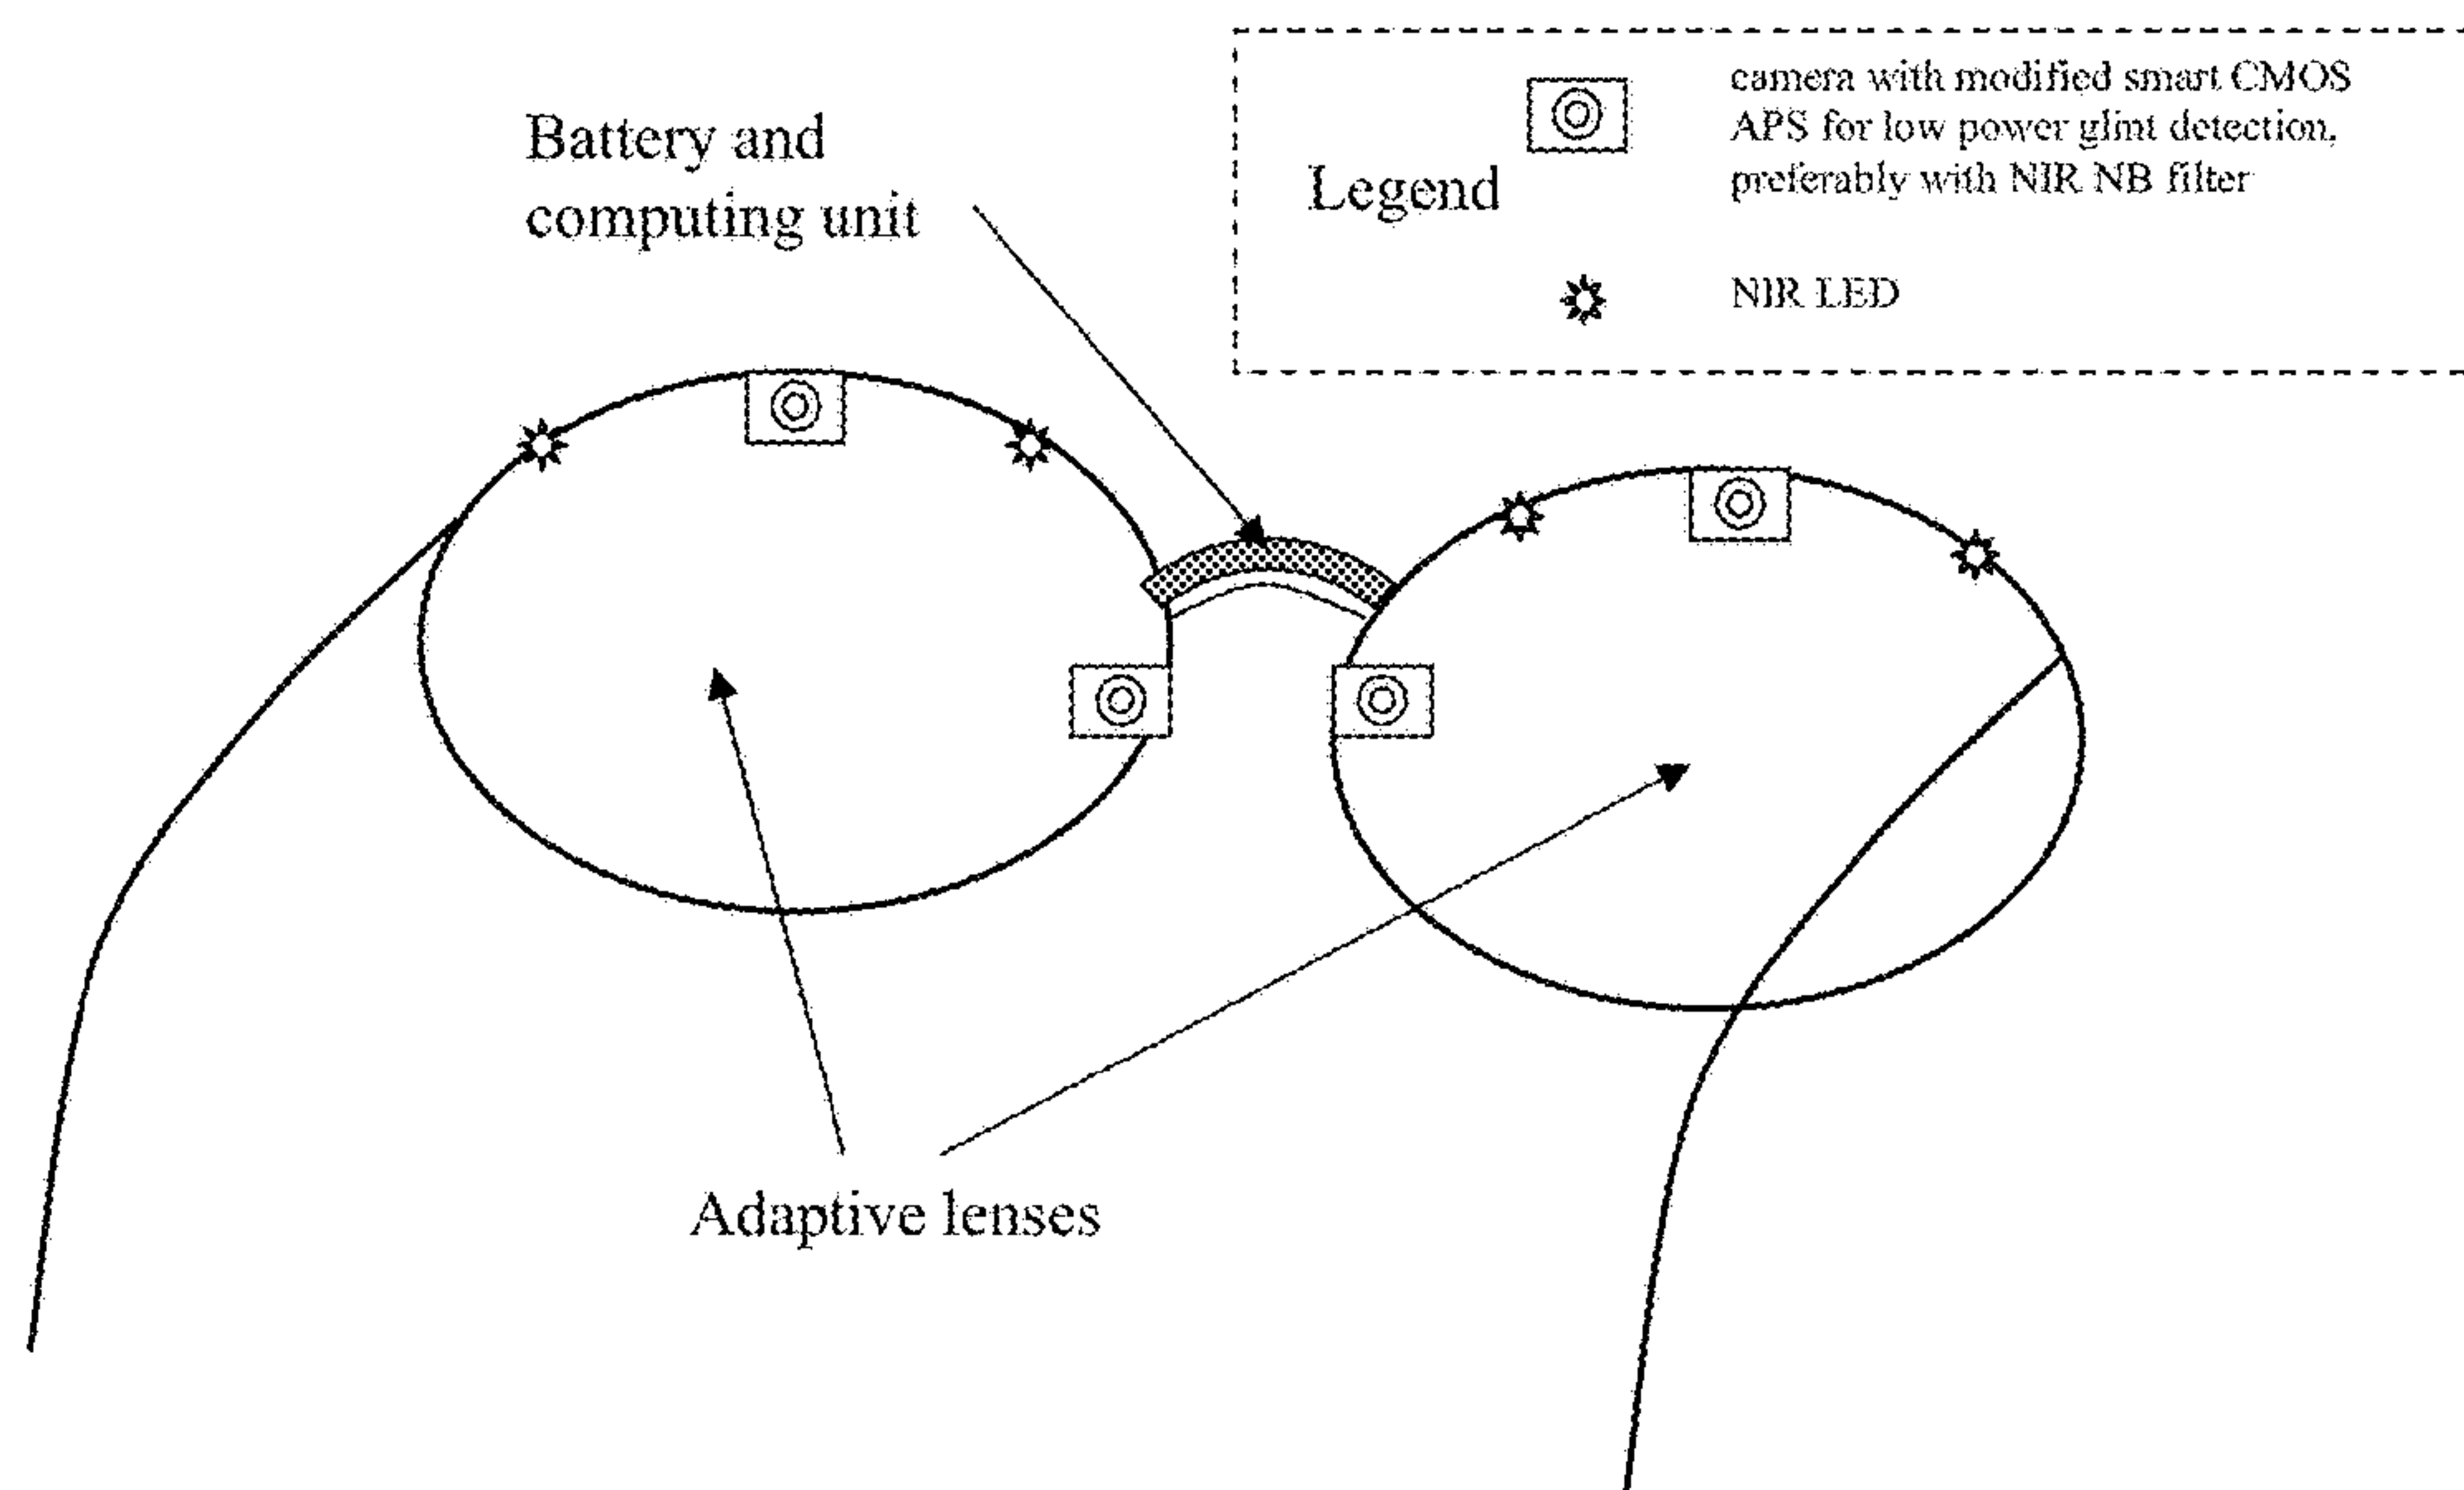 Battery and
computing unit
Legend
camera with modified smart CMOS
APS for low power glint detection,
preferably with NIR NB filter
NIR LED
Adaptive lenses